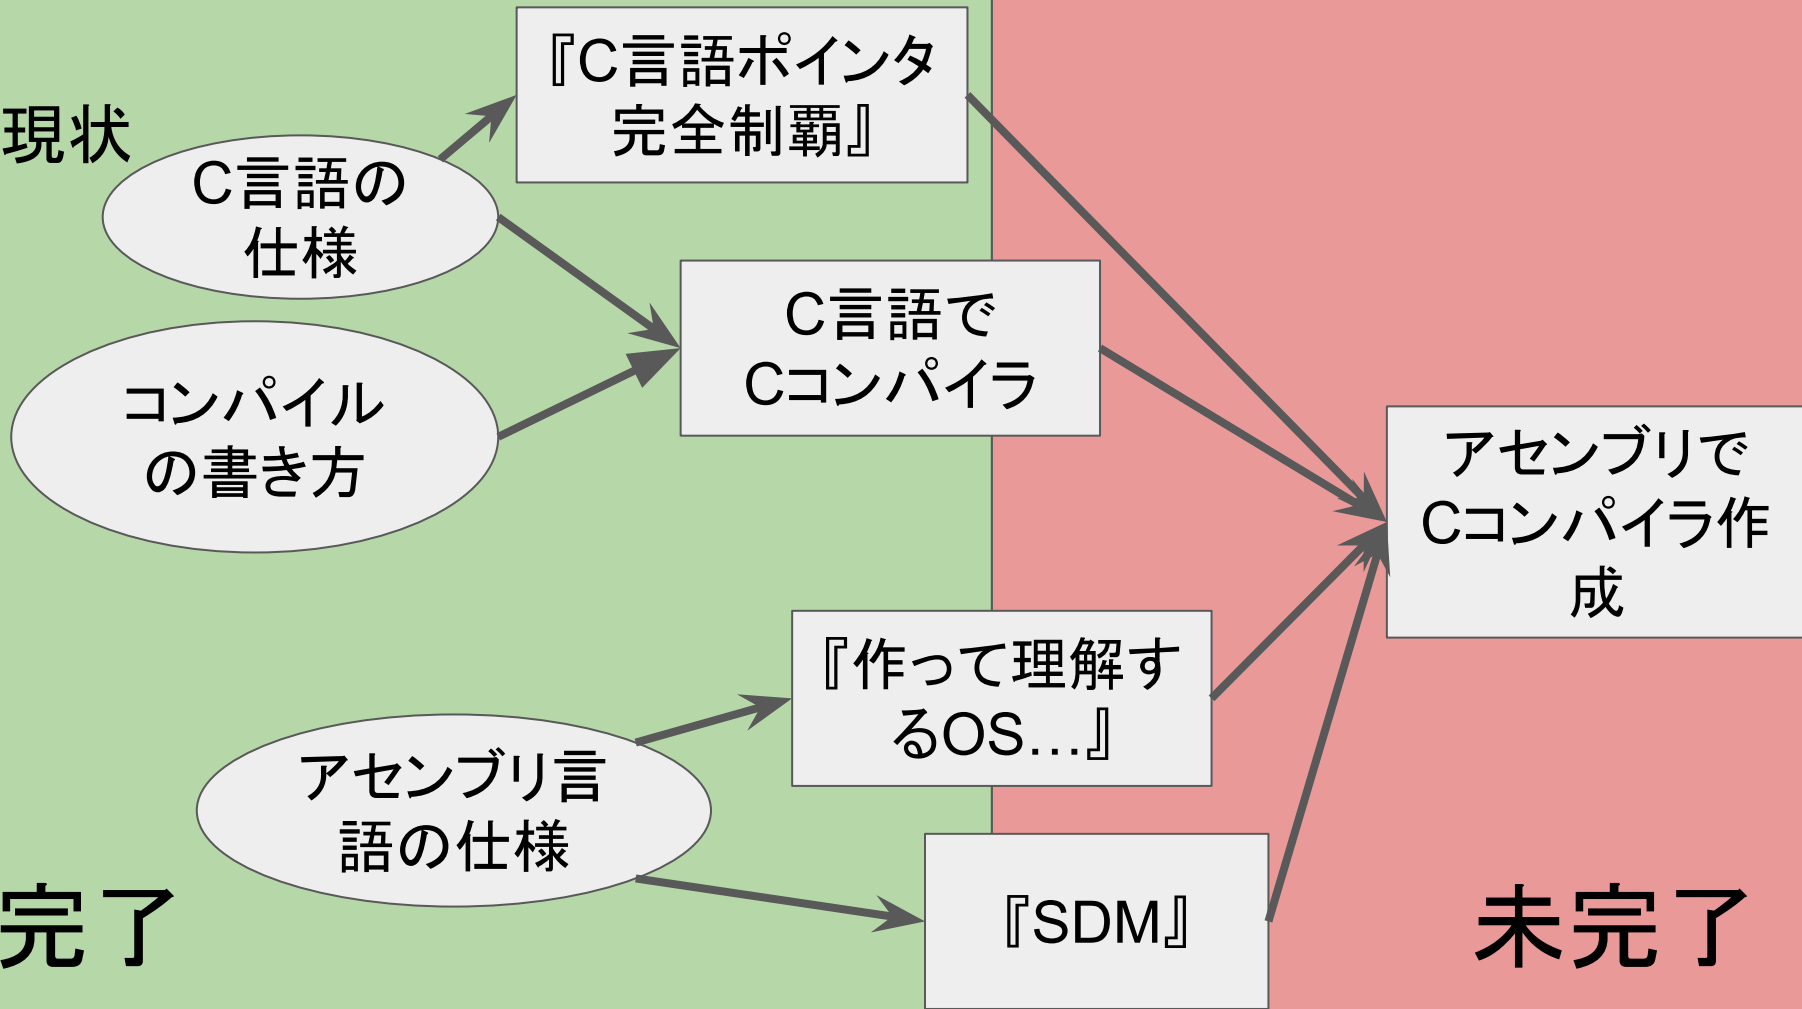 『C言語ポインタ
完全制覇』
現状
C言語の
仕様
C言語で
Cコンパイラ
コンパイル
の書き方
アセンブリで
Cコンパイラ作
成
『作って理解す
るOS…』
アセンブリ言
語の仕様
『SDM』
完了
未完了